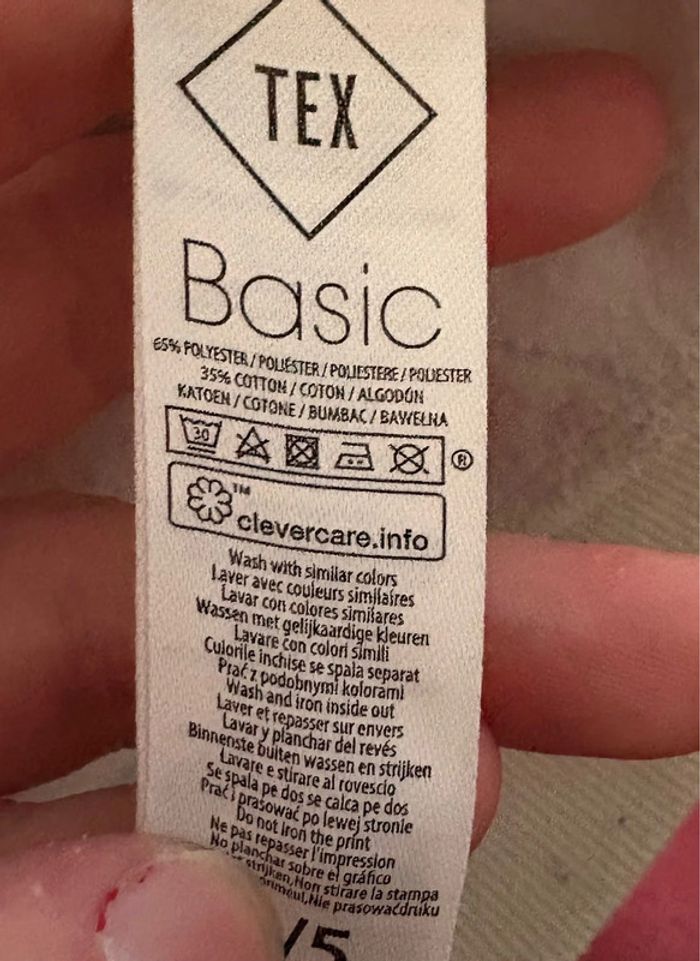 TEX
Basic
65% POLYESTER / POLIÉSTER / POLIESTERE / POLIESTER
35% COTTON / COTON / ALGODÓN
KATOEN / COTONE / BUMBAC / BAWEŁNA
30
®
™
clevercare.info
Wash with similar colors
Laver avec couleurs similaires
Lavar con colores similares
Wassen met gelijkaardige kleuren
Lavare con colori simili
Culorile inchise se spala separat
Prać z podobnymi kolorami
Wash and iron inside out
Laver et repasser sur envers
Lavar y planchar del revés
Binnenste buiten wassen en strijken
Lavare e stirare al rovescio
Se spala pe dos se calca pe dos
Prać i prasować po lewej stronie
Do not iron the print
Ne pas repasser l'impression
No planchar sobre el gráfico
strijken, Non stirare la stampa
Nie prasowaćdruku
/5